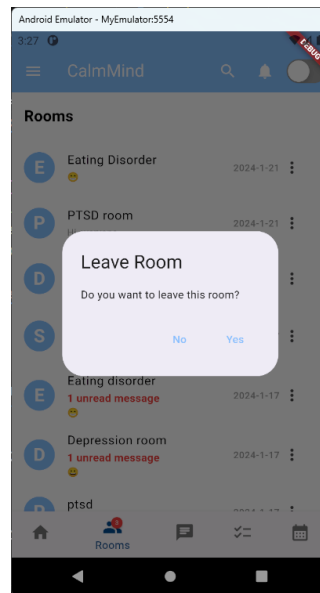 Android Emulator - MyEmulator:5554
3:27
DEBUG
CalmMind
Rooms
E
Eating Disorder
2024-1-21
P
PTSD room
2024-1-21
D
Leave Room
Do you want to leave this room?
No
Yes
S
E
Eating disorder
1 unread message
2024-1-17
D
Depression room
1 unread message
2024-1-17
ptsd
Rooms